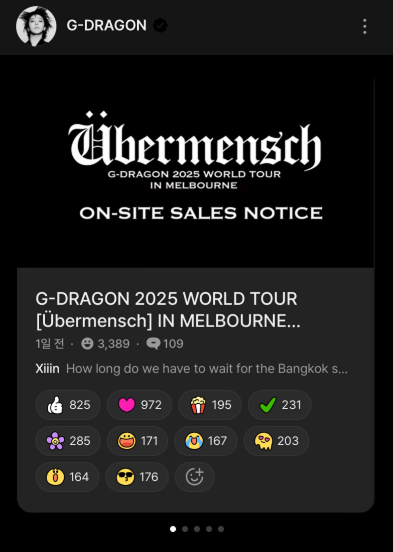 G-DRAGON
Übermensch
G-DRAGON 2025 WORLD TOUR
IN MELBOURNE
ON-SITE SALES NOTICE
G-DRAGON 2025 WORLD TOUR
[Übermensch] IN MELBOURNE...
1일 전 · 3,389 · 109
Xiiin How long do we have to wait for the Bangkok s...
825 972 195 231
285 171 167 203
164 176